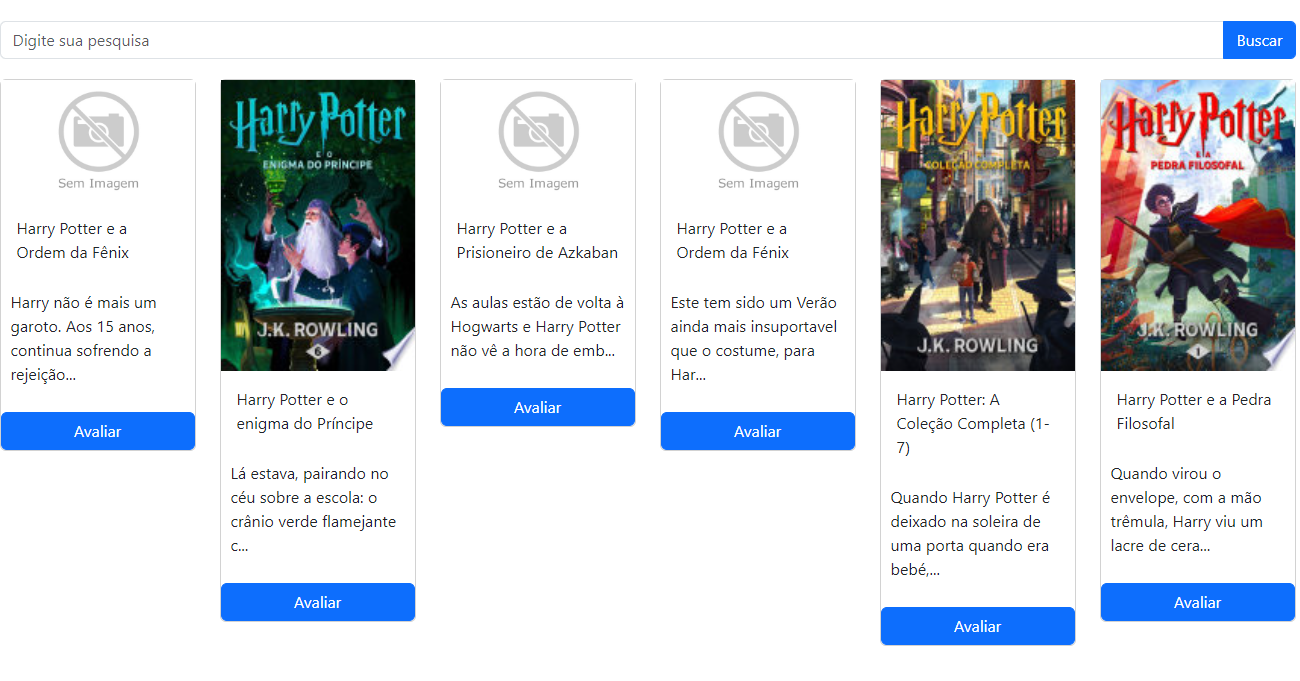 Digite sua pesquisa
Buscar
Sem Imagem
Harry Potter e a
Ordem da Fênix
Harry não é mais um
garoto. Aos 15 anos,
continua sofrendo a
rejeição...
Avaliar
Harry Potter
E O
ENIGMA DO PRÍNCIPE
J.K. ROWLING
6
Harry Potter e o
enigma do Príncipe
Lá estava, pairando no
céu sobre a escola: o
crânio verde flamejante
c...
Avaliar
Sem Imagem
Harry Potter e a
Prisioneiro de Azkaban
As aulas estão de volta à
Hogwarts e Harry Potter
não vê a hora de emb...
Avaliar
Sem Imagem
Harry Potter e a
Ordem da Fénix
Este tem sido um Verão
ainda mais insuportavel
que o costume, para
Har...
Avaliar
Harry Potter
COLEÇÃO COMPLETA
J.K. ROWLING
Harry Potter: A
Coleção Completa (1-
7)
Quando Harry Potter é
deixado na soleira de
uma porta quando era
bebé,...
Avaliar
Harry Potter
E A
PEDRA FILOSOFAL
J.K. ROWLING
1
Harry Potter e a Pedra
Filosofal
Quando virou o
envelope, com a mão
trêmula, Harry viu um
lacre de cera...
Avaliar